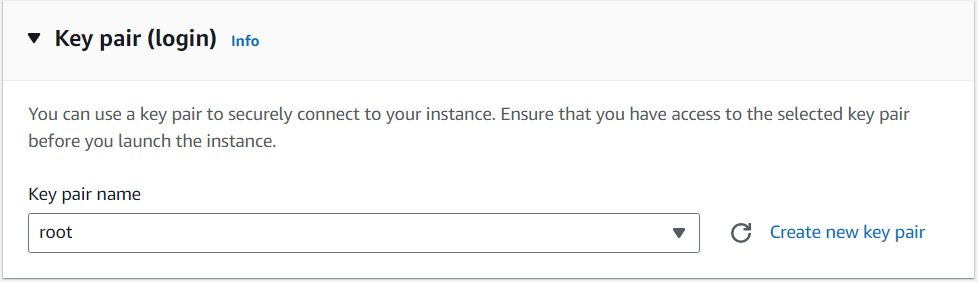 Key pair (login) Info
You can use a key pair to securely connect to your instance. Ensure that you have access to the selected key pair
before you launch the instance.
Key pair name
root
Create new key pair